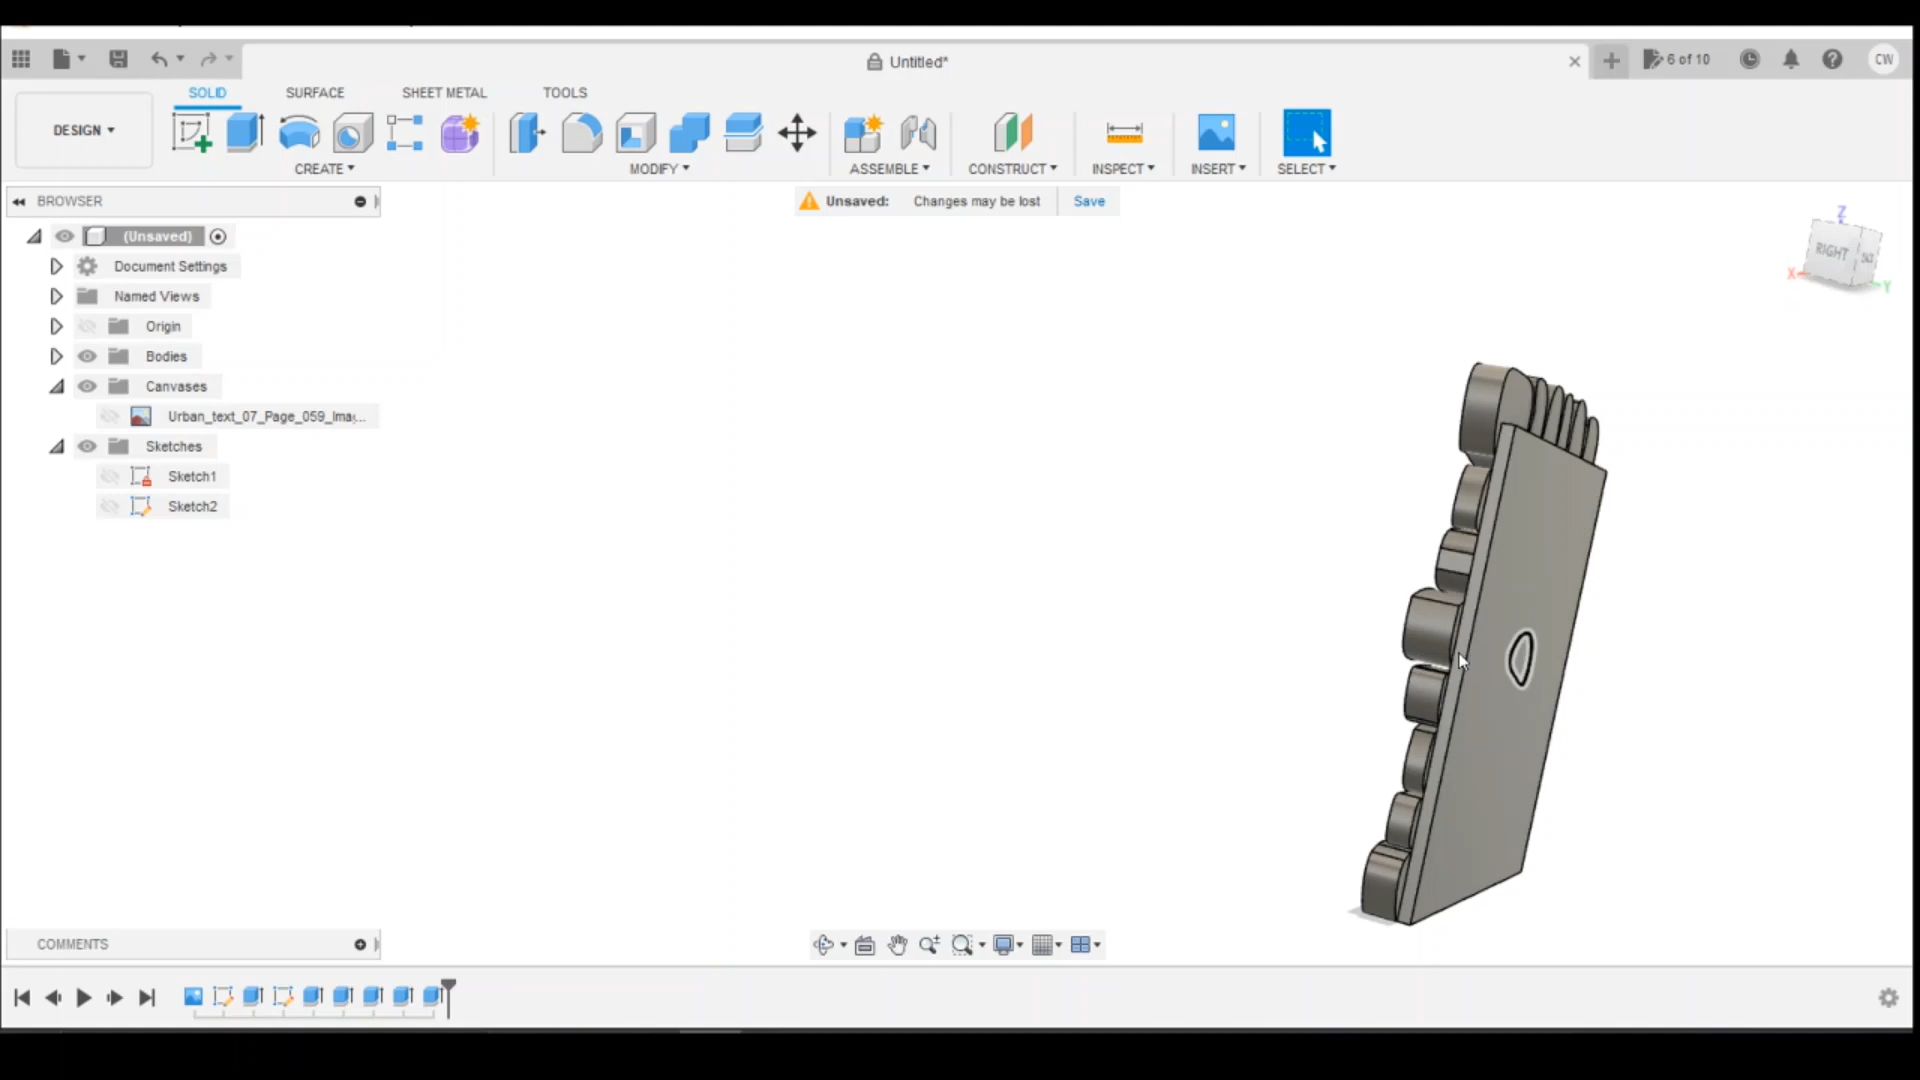 Untitled*
6 of 10
CW
DESIGN
SOLID
SURFACE
SHEET METAL
TOOLS
CREATE
MODIFY
ASSEMBLE
CONSTRUCT
INSPECT
INSERT
SELECT
BROWSER
Unsaved: Changes may be lost Save
(Unsaved)
Document Settings
Named Views
Origin
Bodies
Canvases
Urban_text_07_Page_059_Ima...
Sketches
Sketch1
Sketch2
Z
RIGHT
X
Y
COMMENTS